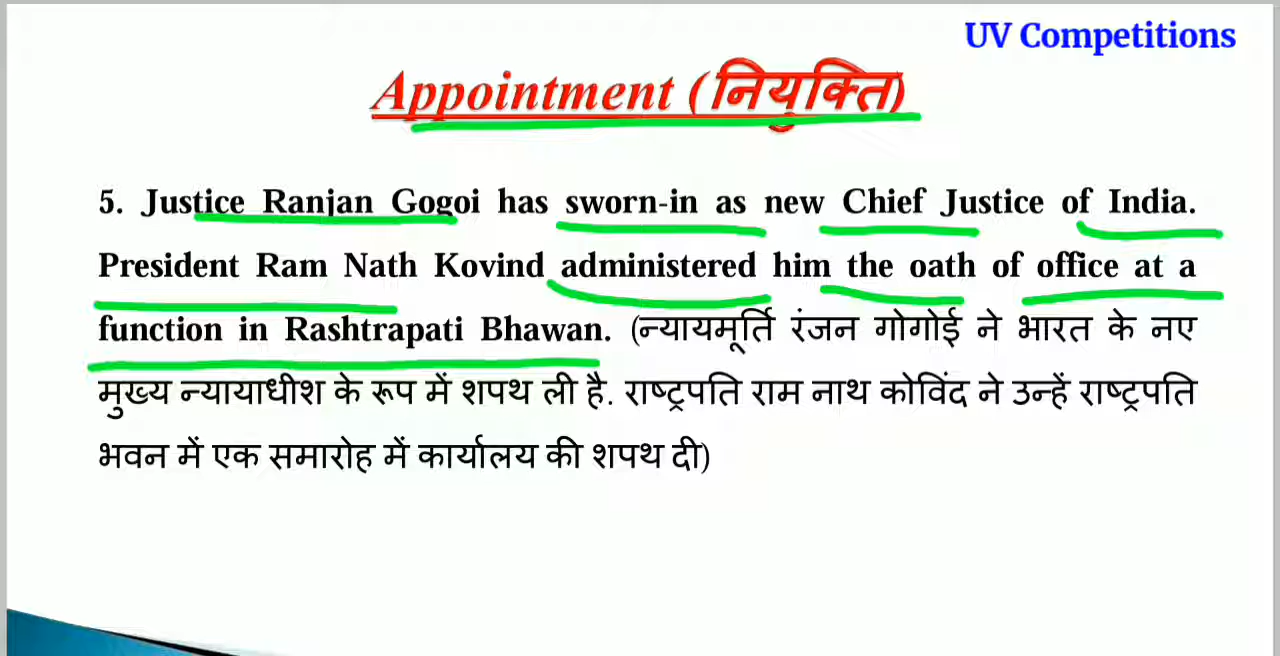 UV Competitions
Appointment (नियुक्ति)
5. Justice Ranjan Gogoi has sworn-in as new Chief Justice of India.
President Ram Nath Kovind administered him the oath of office at a
function in Rashtrapati Bhawan. (न्यायमूर्ति रंजन गोगोई ने भारत के नए
मुख्य न्यायाधीश के रूप में शपथ ली है. राष्ट्रपति राम नाथ कोविंद ने उन्हें राष्ट्रपति
भवन में एक समारोह में कार्यालय की शपथ दी)